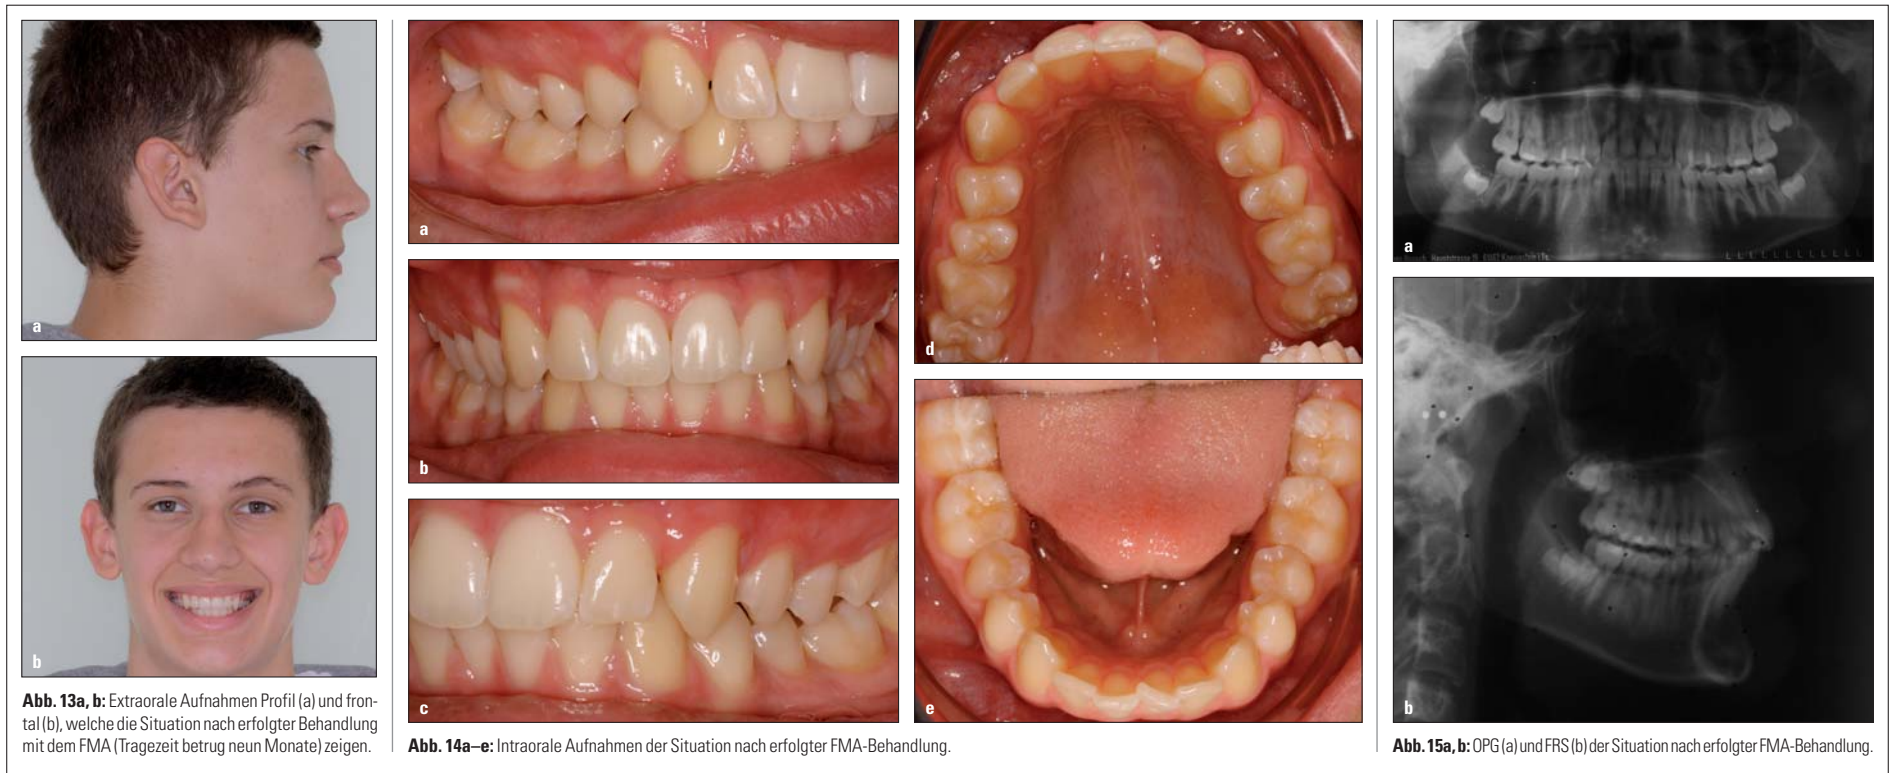 a
b
Abb. 13a, b: Extraorale Aufnahmen Profil (a) und fron-
tal (b), welche die Situation nach erfolgter Behandlung
mit dem FMA (Tragezeit betrug neun Monate) zeigen.
a
b
c
d
e
Abb. 14a–e: Intraorale Aufnahmen der Situation nach erfolgter FMA-Behandlung.
a
L L L L L L L L L L L
b
Abb. 15a, b: OPG (a) und FRS (b) der Situation nach erfolgter FMA-Behandlung.